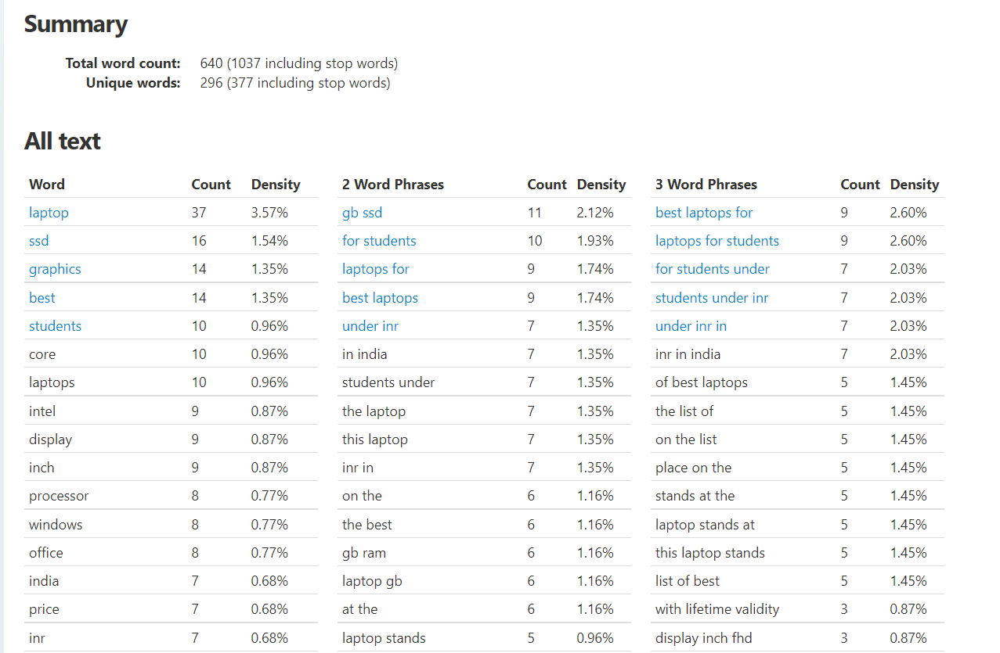 Summary
Total word count: 640 (1037 including stop words)
Unique words: 296 (377 including stop words)
All text
Word Count Density 2 Word Phrases Count Density 3 Word Phrases Count Density
laptop 37 3.57% gb ssd 11 2.12% best laptops for 9 2.60%
ssd 16 1.54% for students 10 1.93% laptops for students 9 2.60%
graphics 14 1.35% laptops for 9 1.74% for students under 7 2.03%
best 14 1.35% best laptops 9 1.74% students under inr 7 2.03%
students 10 0.96% under inr 7 1.35% under inr in 7 2.03%
core 10 0.96% in india 7 1.35% inr in india 7 2.03%
laptops 10 0.96% students under 7 1.35% of best laptops 5 1.45%
intel 9 0.87% the laptop 7 1.35% the list of 5 1.45%
display 9 0.87% this laptop 7 1.35% on the list 5 1.45%
inch 9 0.87% inr in 7 1.35% place on the 5 1.45%
processor 8 0.77% on the 6 1.16% stands at the 5 1.45%
windows 8 0.77% the best 6 1.16% laptop stands at 5 1.45%
office 8 0.77% gb ram 6 1.16% this laptop stands 5 1.45%
india 7 0.68% laptop gb 6 1.16% list of best 5 1.45%
price 7 0.68% at the 6 1.16% with lifetime validity 3 0.87%
inr 7 0.68% laptop stands 5 0.96% display inch fhd 3 0.87%